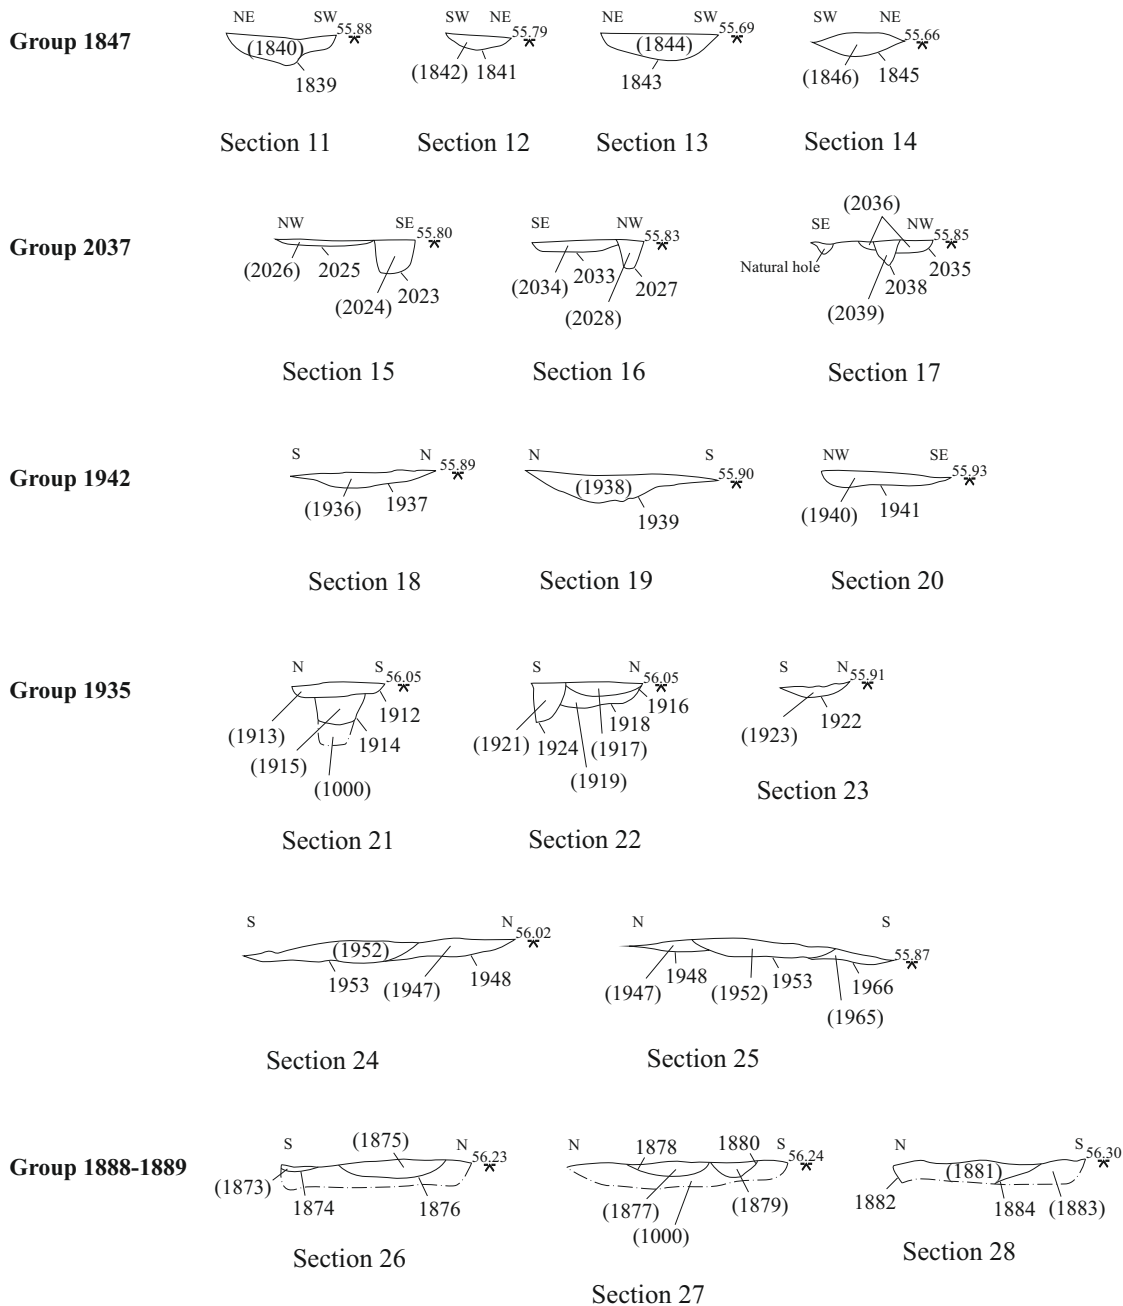 Group 1847
NE SW 55.88
(1840)
1839
Section 11
SW NE 55.79
(1842) 1841
Section 12
NE SW 55.69
(1844)
1843
Section 13
SW NE 55.66
(1846) 1845
Section 14
Group 2037
NW SE 55.80
(2026) 2025
(2024) 2023
Section 15
SE NW 55.83
(2034) 2033 2027
(2028)
Section 16
(2036)
SE NW 55.85
Natural hole 2035
2038
(2039)
Section 17
Group 1942
S N 55.89
(1936) 1937
Section 18
N S 55.90
(1938)
1939
Section 19
NW SE 55.93
(1940) 1941
Section 20
Group 1935
N S 56.05
1912
(1913) 1914
(1915)
(1000)
Section 21
S N 56.05
1916
1918
(1921) 1924 (1917)
(1919)
Section 22
S N 55.91
(1923) 1922
Section 23
S N 56.02
(1952)
1953 (1947) 1948
Section 24
N S
55.87
(1947) 1948 (1952) 1953 1966
(1965)
Section 25
Group 1888-1889
S (1875) N 56.23
(1873)
1874 1876
Section 26
N 1878 1880 S 56.24
(1877) (1879)
(1000)
Section 27
N S 56.30
(1881)
1882 1884 (1883)
Section 28